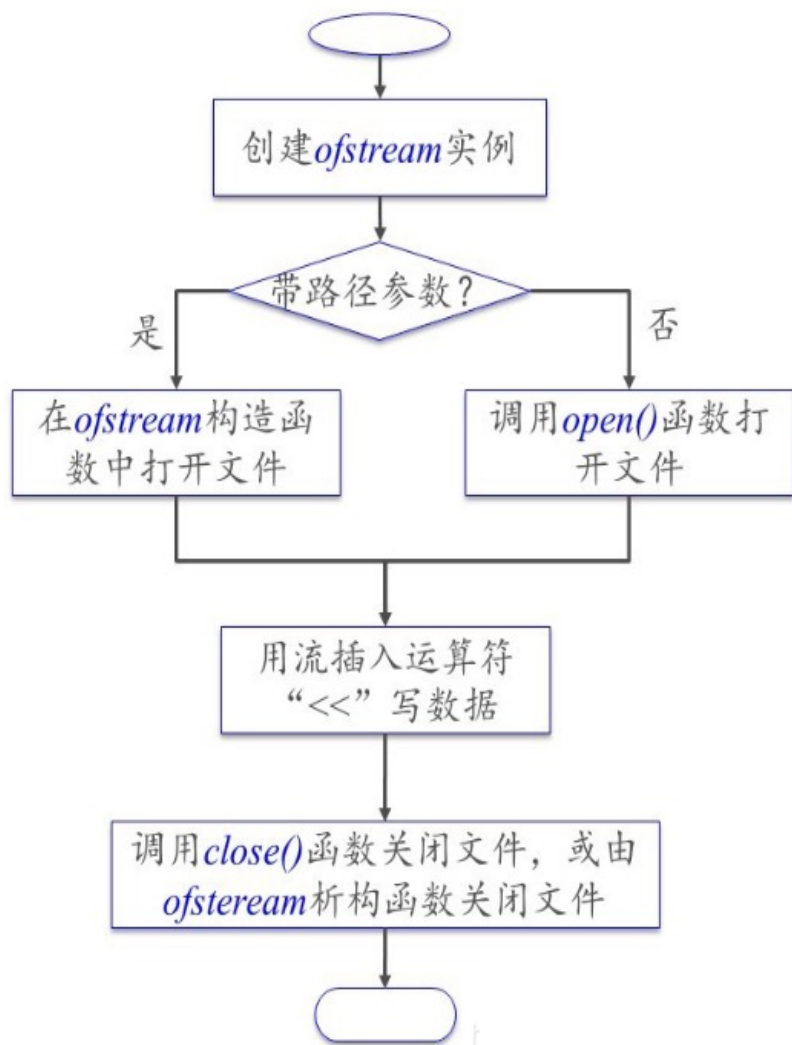 创建ofstream实例
带路径参数？
是
否
在ofstream构造函
数中打开文件
调用open()函数打
开文件
用流插入运算符
“<<”写数据
调用close()函数关闭文件，或由
ofsteream析构函数关闭文件